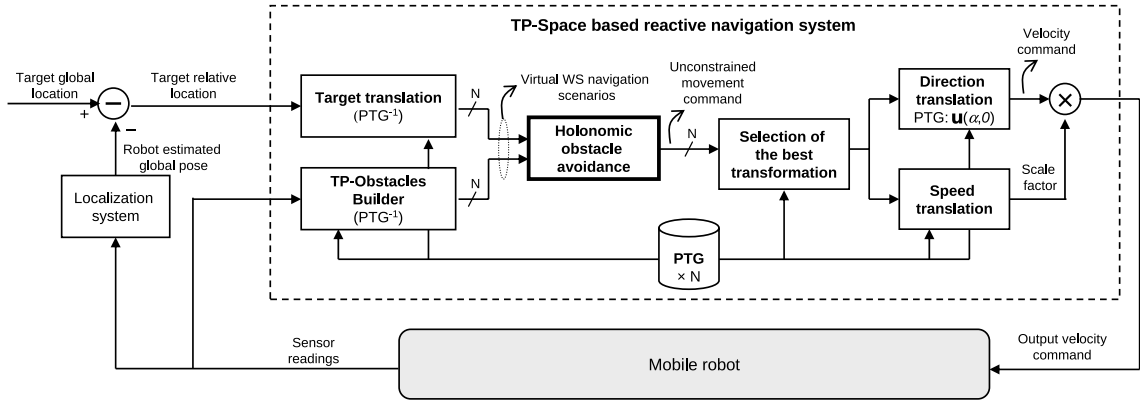 TP-Space based reactive navigation system
Velocity
command
Target global
location
Target relative
location
Virtual WS navigation
scenarios
Unconstrained
movement
command
Target translation
(PTG⁻¹)
N
Direction
translation
PTG: u(α,0)
×
+
−
−
Robot estimated
global pose
Holonomic
obstacle
avoidance
N
Selection of
the best
transformation
Localization
system
TP-Obstacles
Builder
(PTG⁻¹)
N
Speed
translation
Scale
factor
PTG
× N
Sensor
readings
Mobile robot
Output velocity
command